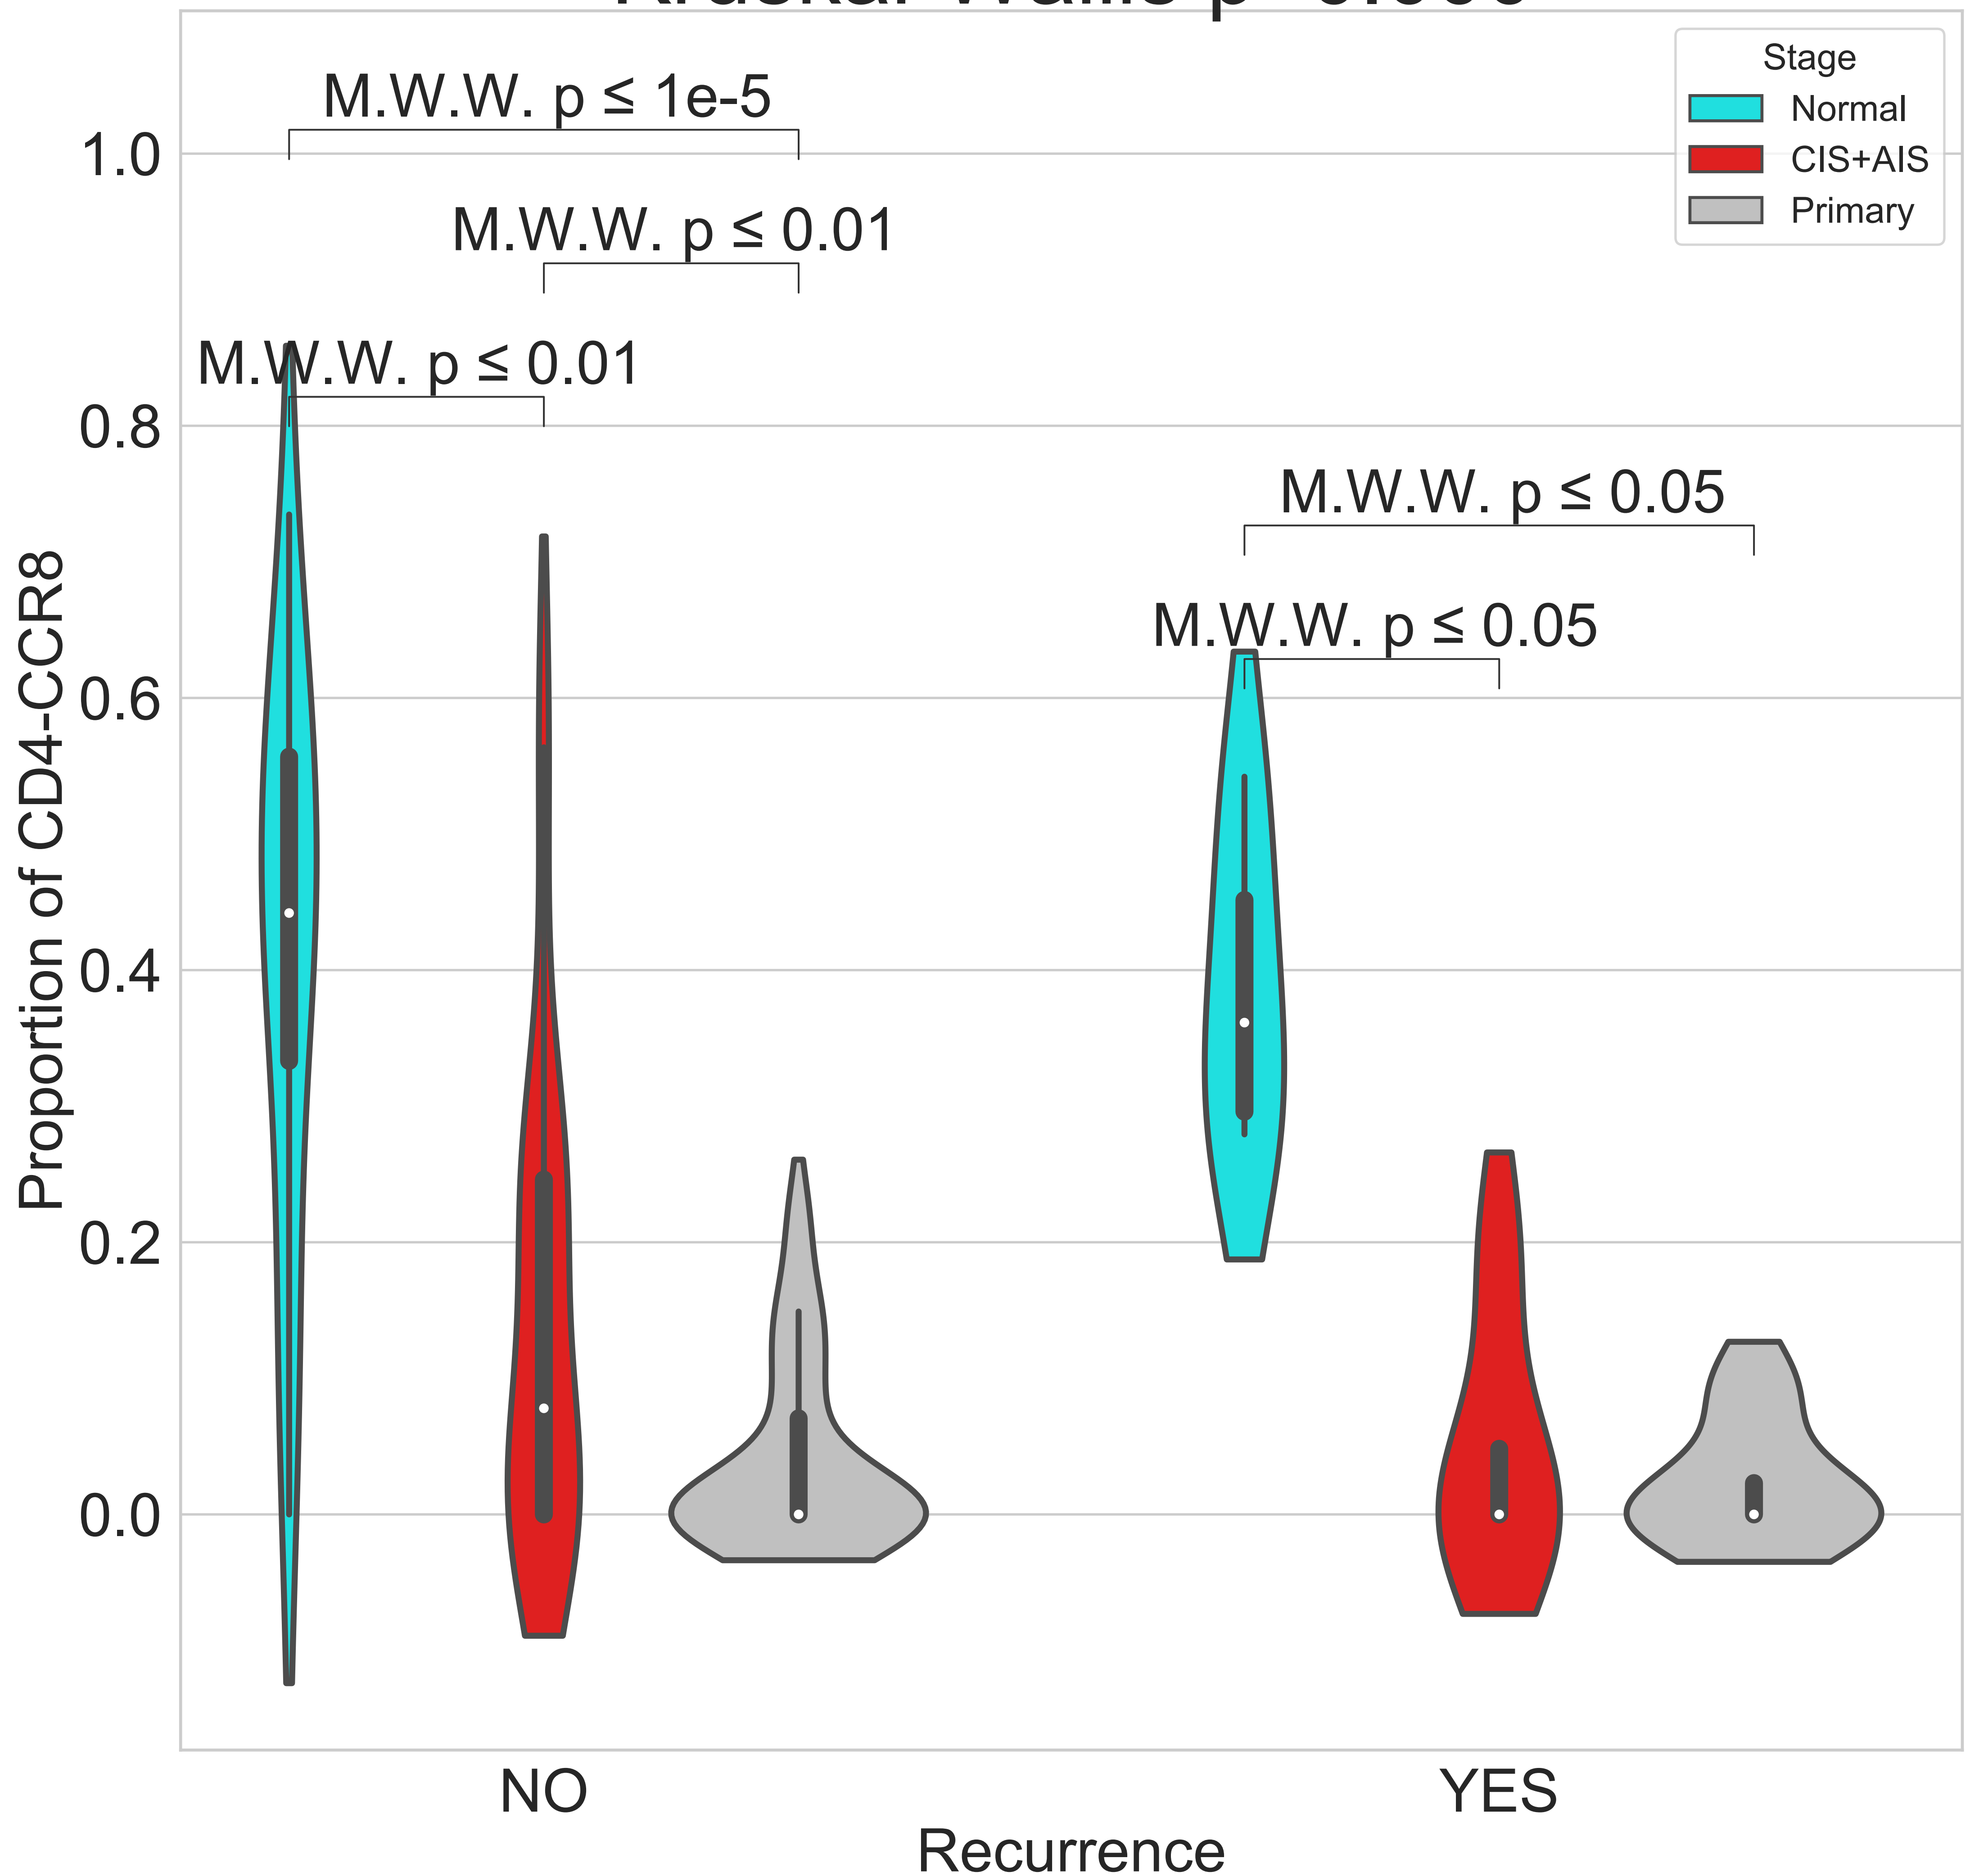 Stage
Normal
CIS+AIS
Primary
M.W.W. p ≤ 1e-5
M.W.W. p ≤ 0.01
M.W.W. p ≤ 0.01
M.W.W. p ≤ 0.05
M.W.W. p ≤ 0.05
1.0
0.8
0.6
0.4
0.2
0.0
Proportion of CD4-CCR8
NO
YES
Recurrence